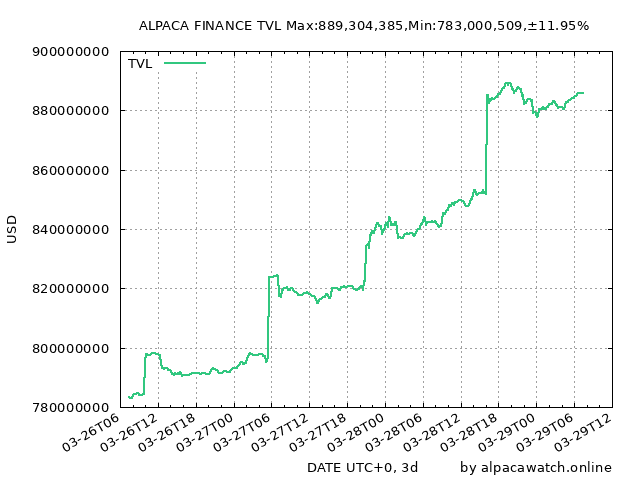 ALPACA FINANCE TVL Max:889,304,385,Min:783,000,509,±11.95%
TVL
900000000
880000000
860000000
840000000
820000000
800000000
780000000
USD
03-26T06
03-26T12
03-26T18
03-27T00
03-27T06
03-27T12
03-27T18
03-28T00
03-28T06
03-28T12
03-28T18
03-29T00
03-29T06
03-29T12
DATE UTC+0, 3d
by alpacawatch.online